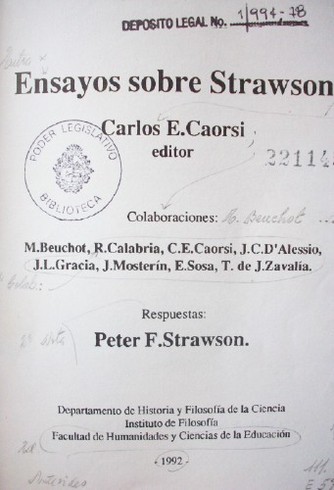 DEPOSITO LEGAL No. 1/994-78
Ensayos sobre Strawson
Carlos E.Caorsi
editor
PODER LEGISLATIVO
BIBLIOTECA
221144
Colaboraciones: M. Beuchot
M.Beuchot, R.Calabria, C.E.Caorsi, J.C.D'Alessio,
J.L.Gracia, J.Mosterín, E.Sosa, T. de J.Zavalía.
Respuestas:
Peter F.Strawson.
Departamento de Historia y Filosofía de la Ciencia
Instituto de Filosofía
Facultad de Humanidades y Ciencias de la Educación
- 1992 -